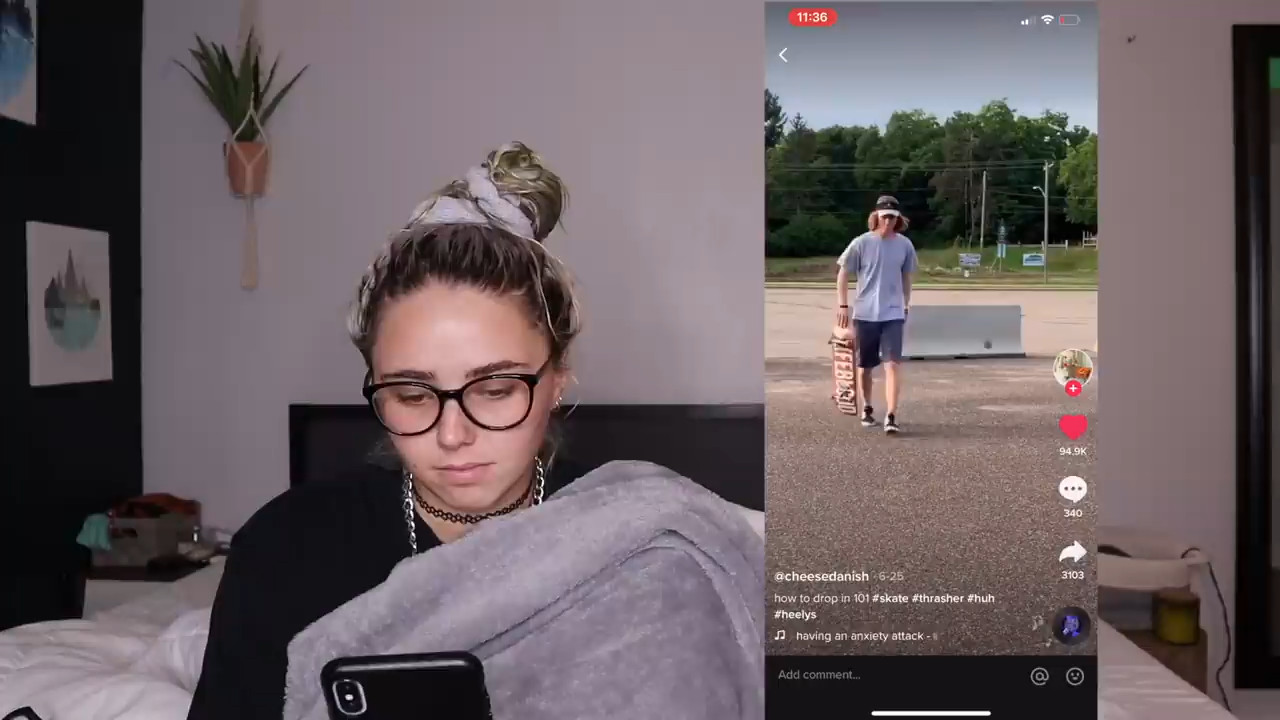 11:36
94.9K
340
3103
@cheesedanish · 6-25
how to drop in 101 #skate #thrasher #huh
#heelys
having an anxiety attack -
Add comment...